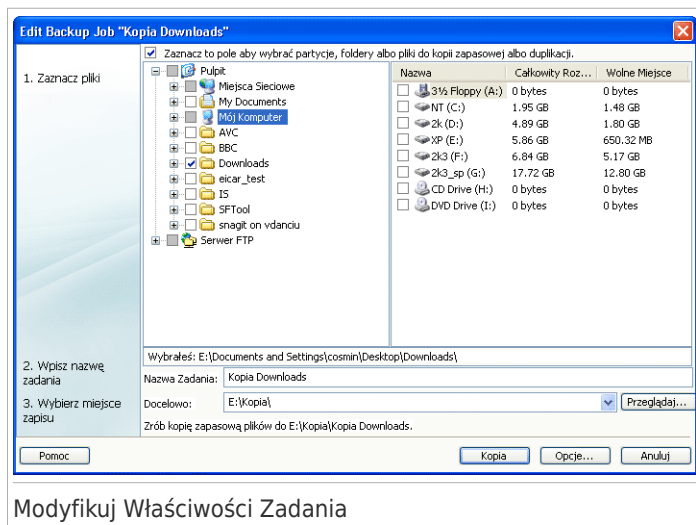 Edit Backup Job "Kopia Downloads"
Zaznacz to pole aby wybrać partycje, foldery albo pliki do kopii zapasowej albo duplikacji.
1. Zaznacz pliki
Pulpit
Miejsca Sieciowe
My Documents
Mój Komputer
AVC
BBC
Downloads
eicar_test
IS
SFTool
snagit on vdanciu
Serwer FTP
Nazwa Całkowity Roz... Wolne Miejsce
3½ Floppy (A:) 0 bytes 0 bytes
NT (C:) 1.95 GB 1.48 GB
2k (D:) 4.89 GB 1.80 GB
XP (E:) 5.86 GB 650.32 MB
2k3 (F:) 6.84 GB 5.17 GB
2k3_sp (G:) 17.72 GB 12.80 GB
CD Drive (H:) 0 bytes 0 bytes
DVD Drive (I:) 0 bytes 0 bytes
Wybrałeś: E:\Documents and Settings\cosmin\Desktop\Downloads\
2. Wpisz nazwę
zadania
Nazwa Zadania: Kopia Downloads
3. Wybierz miejsce
zapisu
Docelowo: E:\Kopia\ Przeglądaj...
Zrób kopię zapasową plików do E:\Kopia\Kopia Downloads.
Pomoc Kopia Opcje... Anuluj
Modyfikuj Właściwości Zadania